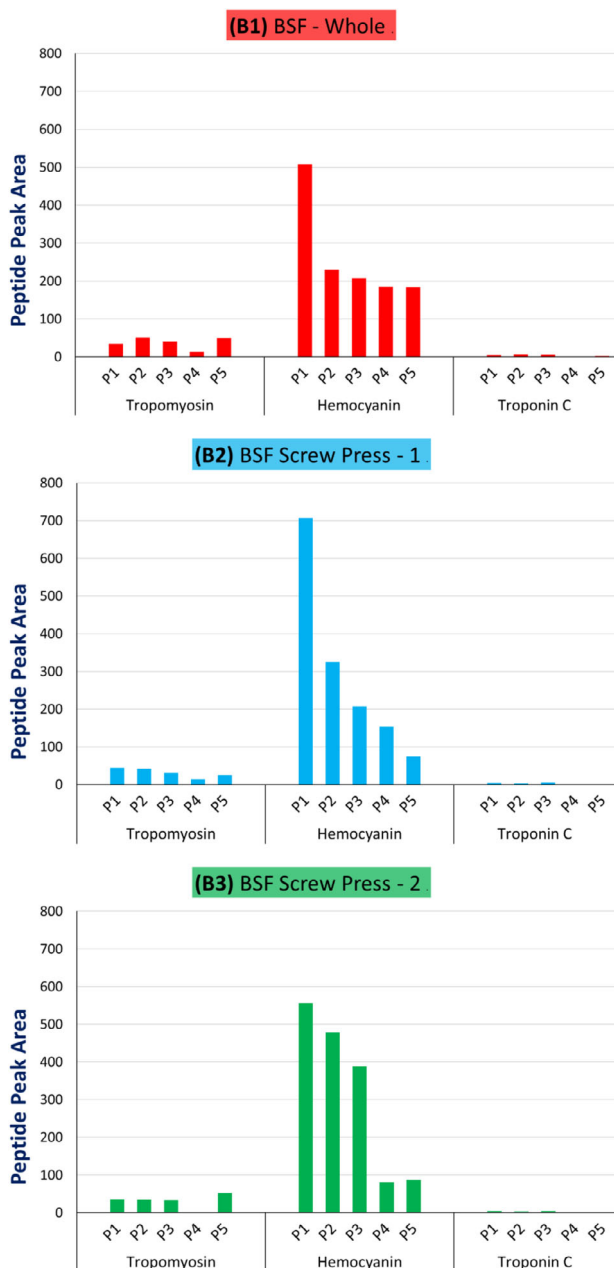 (B1) BSF - Whole .
Peptide Peak Area
800
700
600
500
400
300
200
100
0
P1 P2 P3 P4 P5 P1 P2 P3 P4 P5 P1 P2 P3 P4 P5
Tropomyosin Hemocyanin Troponin C
(B2) BSF Screw Press - 1 .
Peptide Peak Area
800
700
600
500
400
300
200
100
0
P1 P2 P3 P4 P5 P1 P2 P3 P4 P5 P1 P2 P3 P4 P5
Tropomyosin Hemocyanin Troponin C
(B3) BSF Screw Press - 2 .
Peptide Peak Area
800
700
600
500
400
300
200
100
0
P1 P2 P3 P4 P5 P1 P2 P3 P4 P5 P1 P2 P3 P4 P5
Tropomyosin Hemocyanin Troponin C